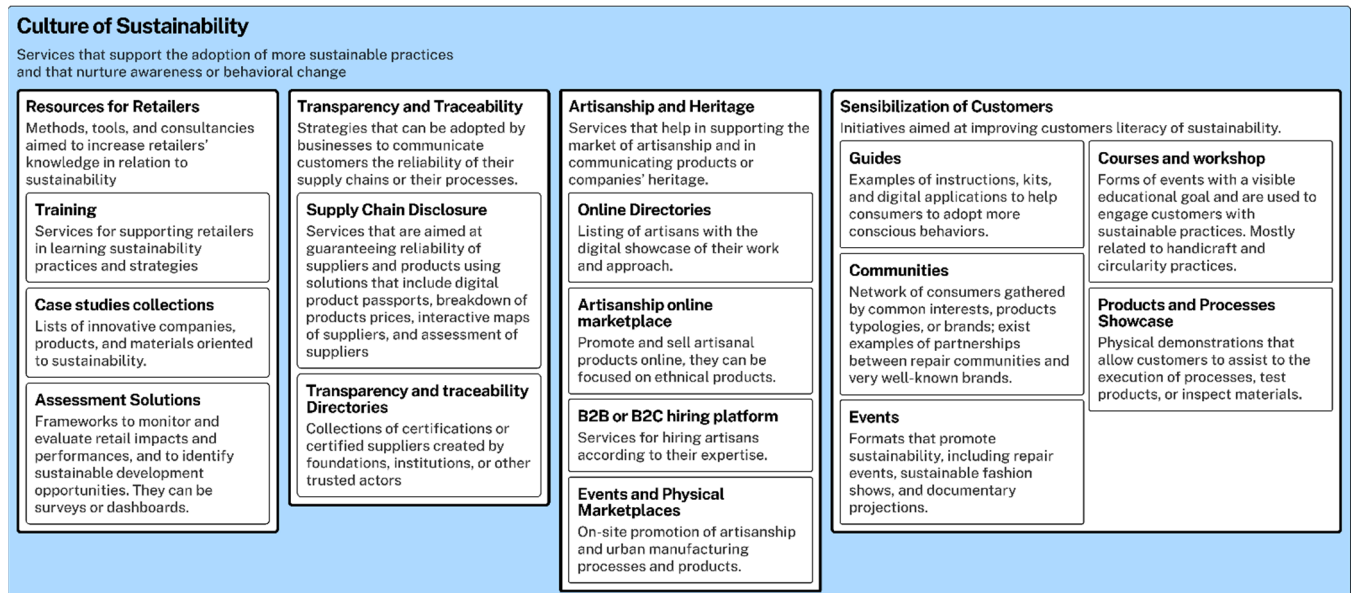 Culture of Sustainability
Services that support the adoption of more sustainable practices
and that nurture awareness or behavioral change
Resources for Retailers
Methods, tools, and consultancies
aimed to increase retailers'
knowledge in relation to
sustainability
Training
Services for supporting retailers
in learning sustainability
practices and strategies
Case studies collections
Lists of innovative companies,
products, and materials oriented
to sustainability.
Assessment Solutions
Frameworks to monitor and
evaluate retail impacts and
performances, and to identify
sustainable development
opportunities. They can be
surveys or dashboards.
Transparency and Traceability
Strategies that can be adopted by
businesses to communicate
customers the reliability of their
supply chains or their processes.
Supply Chain Disclosure
Services that are aimed at
guaranteeing reliability of
suppliers and products using
solutions that include digital
product passports, breakdown of
products prices, interactive maps
of suppliers, and assessment of
suppliers
Transparency and traceability
Directories
Collections of certifications or
certified suppliers created by
foundations, institutions, or other
trusted actors
Artisanship and Heritage
Services that help in supporting the
market of artisanship and in
communicating products or
companies' heritage.
Online Directories
Listing of artisans with the
digital showcase of their work
and approach.
Artisanship online
marketplace
Promote and sell artisanal
products online, they can be
focused on ethnical products.
B2B or B2C hiring platform
Services for hiring artisans
according to their expertise.
Events and Physical
Marketplaces
On-site promotion of artisanship
and urban manufacturing
processes and products.
Sensibilization of Customers
Initiatives aimed at improving customers literacy of sustainability.
Guides
Examples of instructions, kits,
and digital applications to help
consumers to adopt more
conscious behaviors.
Communities
Network of consumers gathered
by common interests, products
typologies, or brands; exist
examples of partnerships
between repair communities and
very well-known brands.
Events
Formats that promote
sustainability, including repair
events, sustainable fashion
shows, and documentary
projections.
Courses and workshop
Forms of events with a visible
educational goal and are used to
engage customers with
sustainable practices. Mostly
related to handicraft and
circularity practices.
Products and Processes
Showcase
Physical demonstrations that
allow customers to assist to the
execution of processes, test
products, or inspect materials.